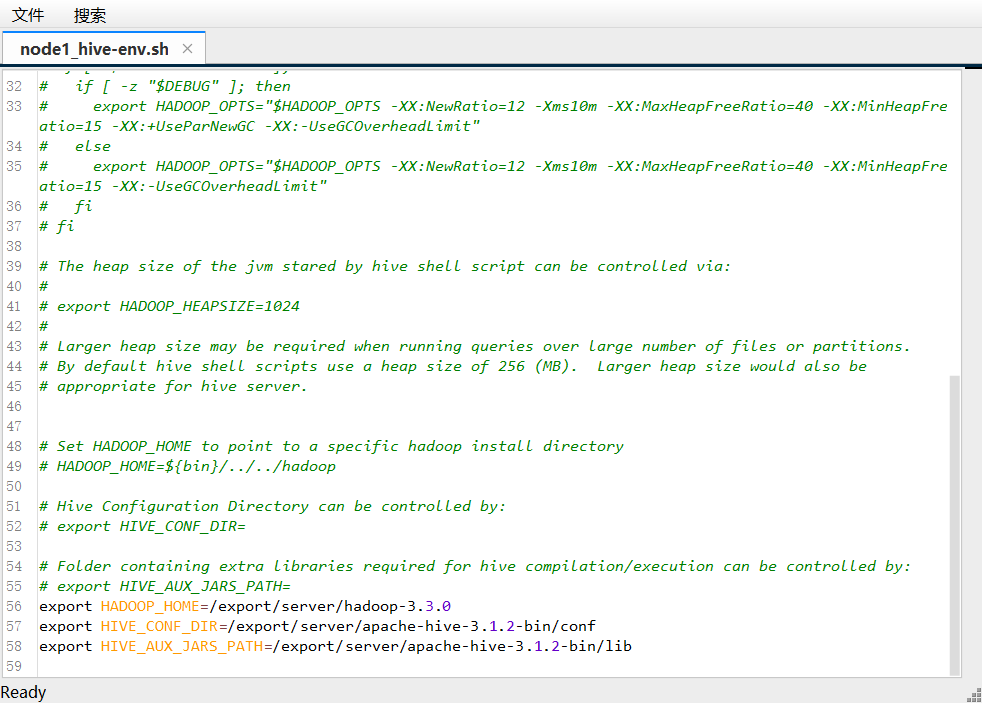 文件 搜索
node1_hive-env.sh ×
32 #   if [ -z "$DEBUG" ]; then
33 #     export HADOOP_OPTS="$HADOOP_OPTS -XX:NewRatio=12 -Xms10m -XX:MaxHeapFreeRatio=40 -XX:MinHeapFre
atio=15 -XX:+UseParNewGC -XX:-UseGCOverheadLimit"
34 #   else
35 #     export HADOOP_OPTS="$HADOOP_OPTS -XX:NewRatio=12 -Xms10m -XX:MaxHeapFreeRatio=40 -XX:MinHeapFre
atio=15 -XX:-UseGCOverheadLimit"
36 #   fi
37 # fi
38
39 # The heap size of the jvm stared by hive shell script can be controlled via:
40 #
41 # export HADOOP_HEAPSIZE=1024
42 #
43 # Larger heap size may be required when running queries over large number of files or partitions.
44 # By default hive shell scripts use a heap size of 256 (MB).  Larger heap size would also be
45 # appropriate for hive server.
46
47
48 # Set HADOOP_HOME to point to a specific hadoop install directory
49 # HADOOP_HOME=${bin}/../../hadoop
50
51 # Hive Configuration Directory can be controlled by:
52 # export HIVE_CONF_DIR=
53
54 # Folder containing extra libraries required for hive compilation/execution can be controlled by:
55 # export HIVE_AUX_JARS_PATH=
56 export HADOOP_HOME=/export/server/hadoop-3.3.0
57 export HIVE_CONF_DIR=/export/server/apache-hive-3.1.2-bin/conf
58 export HIVE_AUX_JARS_PATH=/export/server/apache-hive-3.1.2-bin/lib
59
Ready